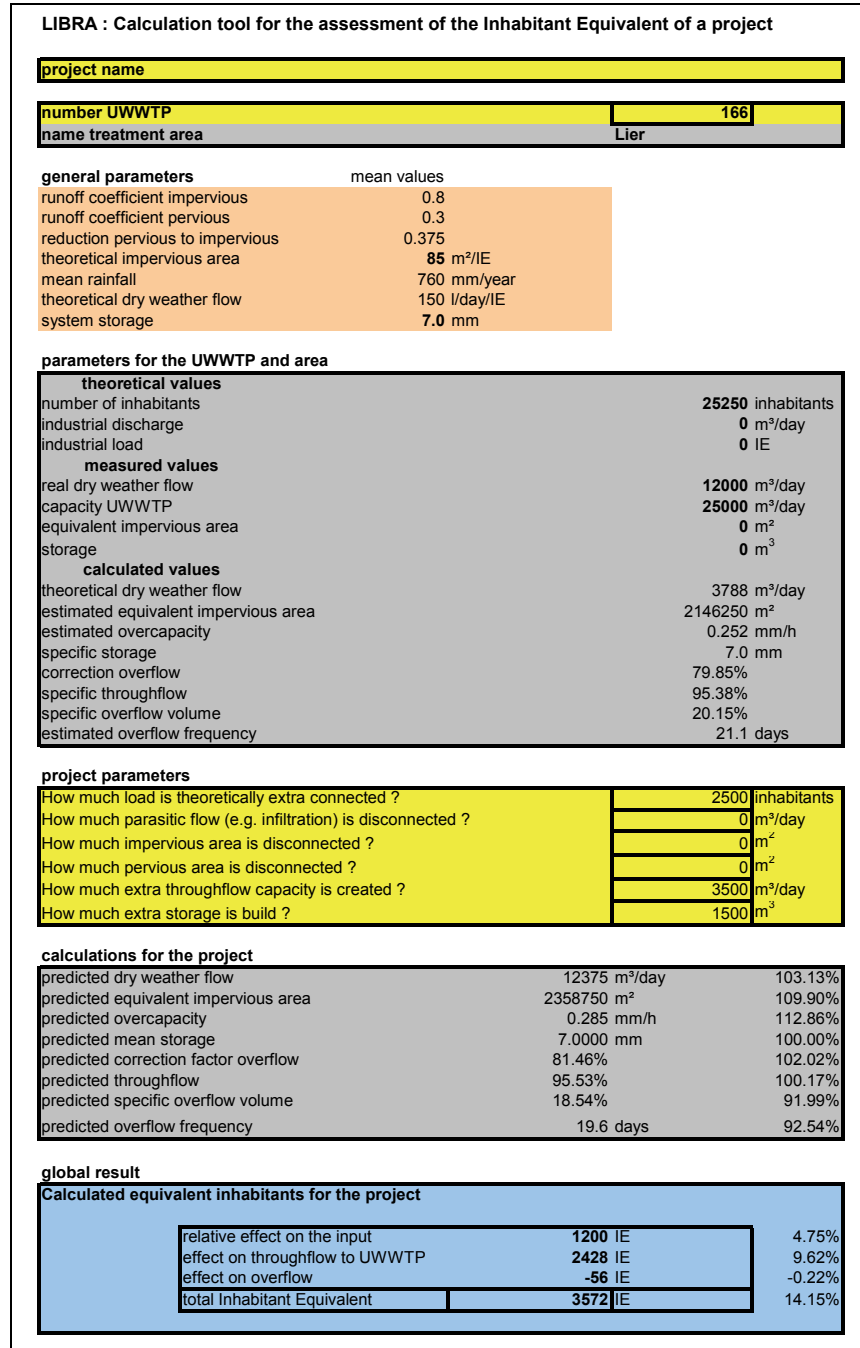 LIBRA : Calculation tool for the assessment of the Inhabitant Equivalent of a project
project name
number UWWTP 166
name treatment area Lier
general parameters mean values
runoff coefficient impervious 0.8
runoff coefficient pervious 0.3
reduction pervious to impervious 0.375
theoretical impervious area 85 m²/IE
mean rainfall 760 mm/year
theoretical dry weather flow 150 l/day/IE
system storage 7.0 mm
parameters for the UWWTP and area
theoretical values
number of inhabitants 25250 inhabitants
industrial discharge 0 m³/day
industrial load 0 IE
measured values
real dry weather flow 12000 m³/day
capacity UWWTP 25000 m³/day
equivalent impervious area 0 m²
storage 0 m³
calculated values
theoretical dry weather flow 3788 m³/day
estimated equivalent impervious area 2146250 m²
estimated overcapacity 0.252 mm/h
specific storage 7.0 mm
correction overflow 79.85%
specific throughflow 95.38%
specific overflow volume 20.15%
estimated overflow frequency 21.1 days
project parameters
How much load is theoretically extra connected ? 2500 inhabitants
How much parasitic flow (e.g. infiltration) is disconnected ? 0 m³/day
How much impervious area is disconnected ? 0 m²
How much pervious area is disconnected ? 0 m²
How much extra throughflow capacity is created ? 3500 m³/day
How much extra storage is build ? 1500 m³
calculations for the project
predicted dry weather flow 12375 m³/day 103.13%
predicted equivalent impervious area 2358750 m² 109.90%
predicted overcapacity 0.285 mm/h 112.86%
predicted mean storage 7.0000 mm 100.00%
predicted correction factor overflow 81.46% 102.02%
predicted throughflow 95.53% 100.17%
predicted specific overflow volume 18.54% 91.99%
predicted overflow frequency 19.6 days 92.54%
global result
Calculated equivalent inhabitants for the project
relative effect on the input 1200 IE 4.75%
effect on throughflow to UWWTP 2428 IE 9.62%
effect on overflow -56 IE -0.22%
total Inhabitant Equivalent 3572 IE 14.15%